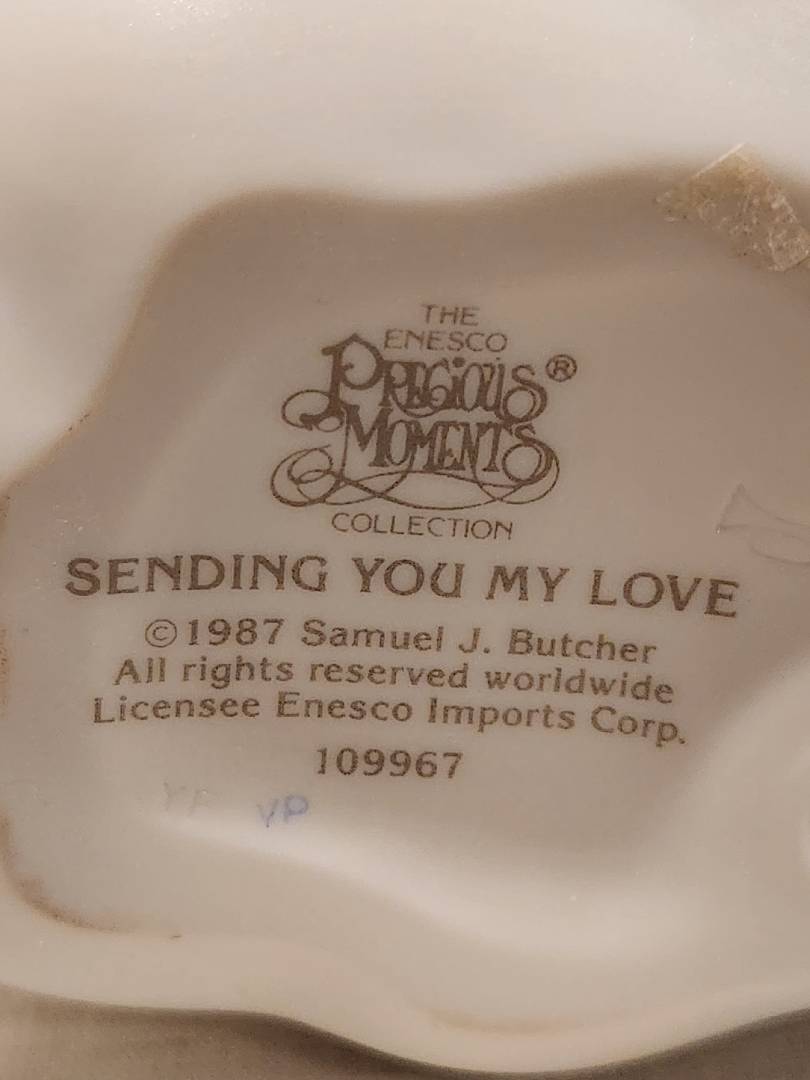 THE
ENESCO
PRECIOUS®
MOMENTS
COLLECTION
SENDING YOU MY LOVE
©1987 Samuel J. Butcher
All rights reserved worldwide
Licensee Enesco Imports Corp.
109967
VP